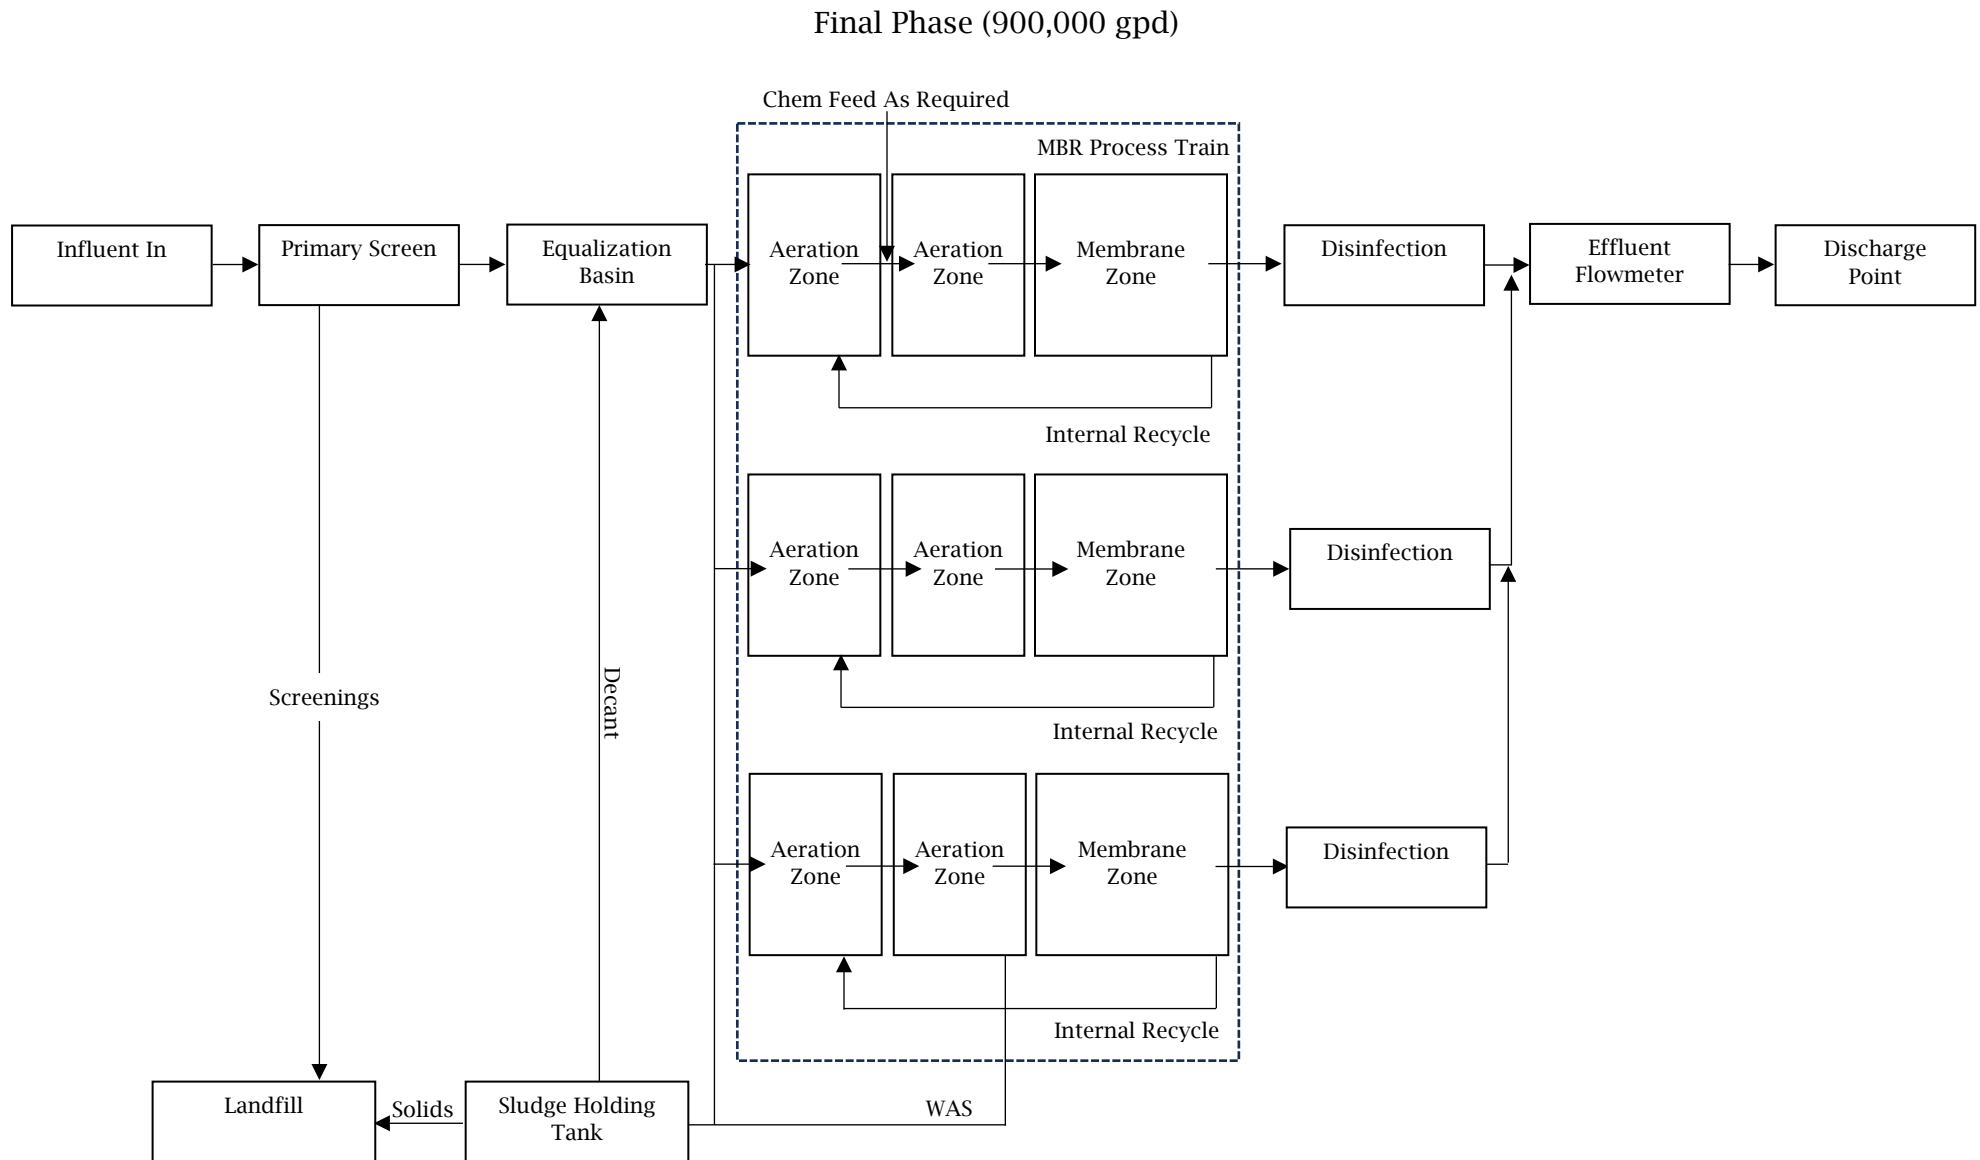 Final Phase (900,000 gpd)
Chem Feed As Required
MBR Process Train
Influent In
Primary Screen
Equalization
Basin
Aeration
Zone
Aeration
Zone
Membrane
Zone
Disinfection
Effluent
Flowmeter
Discharge
Point
Internal Recycle
Aeration
Zone
Aeration
Zone
Membrane
Zone
Disinfection
Screenings
Decant
Internal Recycle
Aeration
Zone
Aeration
Zone
Membrane
Zone
Disinfection
Internal Recycle
Landfill
Solids
Sludge Holding
Tank
WAS